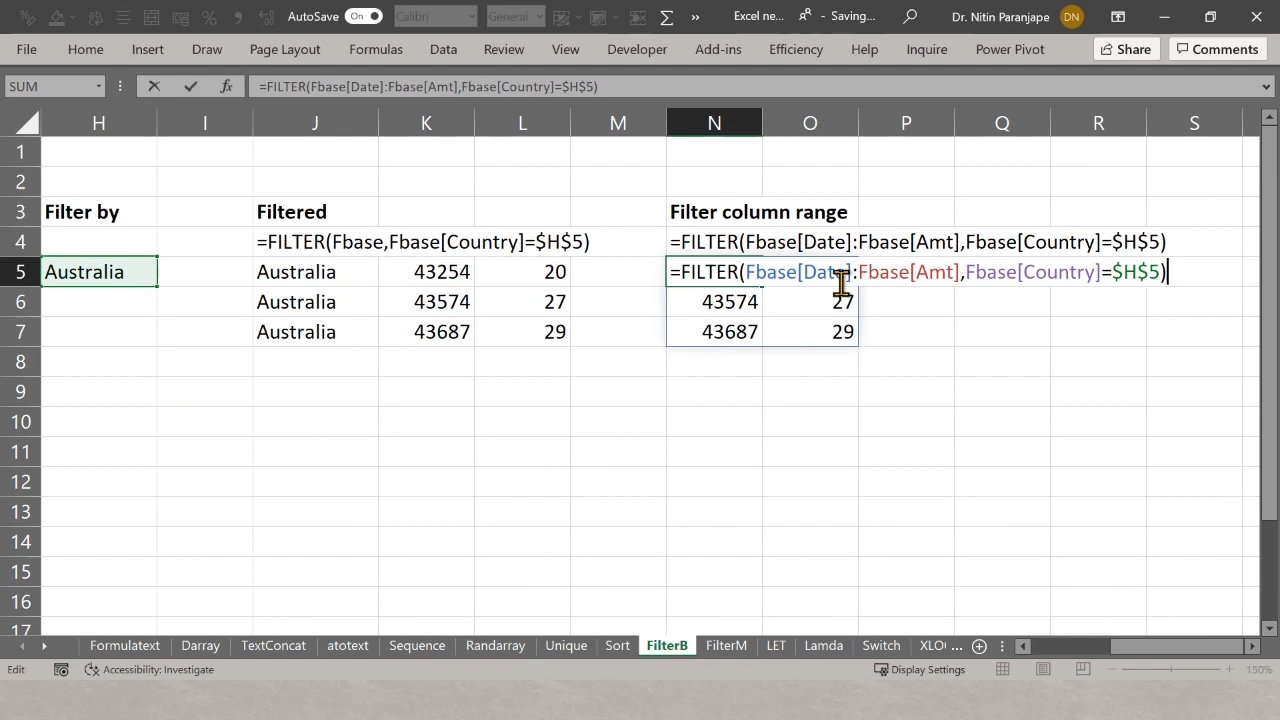 AutoSave On Calibri General Excel ne... Saving... Dr. Nitin Paranjape DN
File Home Insert Draw Page Layout Formulas Data Review View Developer Add-ins Efficiency Help Inquire Power Pivot Share Comments
SUM =FILTER(Fbase[Date]:Fbase[Amt],Fbase[Country]=$H$5)
H I J K L M N O P Q R S
1
2
3 Filter by Filtered Filter column range
4 =FILTER(Fbase,Fbase[Country]=$H$5) =FILTER(Fbase[Date]:Fbase[Amt],Fbase[Country]=$H$5)
5 Australia Australia 43254 20 =FILTER(Fbase[Date]:Fbase[Amt],Fbase[Country]=$H$5)
6 Australia 43574 27 43574 27
7 Australia 43687 29 43687 29
8
9
10
11
12
13
14
15
16
17
Formulatext Darray TextConcat atotext Sequence Randarray Unique Sort FilterB FilterM LET Lamda Switch XLO ...
Edit Accessibility: Investigate Display Settings 150%